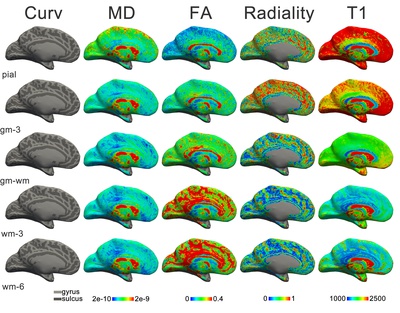 Curv MD FA Radiality T1
pial
gm-3
gm-wm
wm-3
wm-6
gyrus
sulcus
2e-10 2e-9 0 0.4 0 1 1000 2500